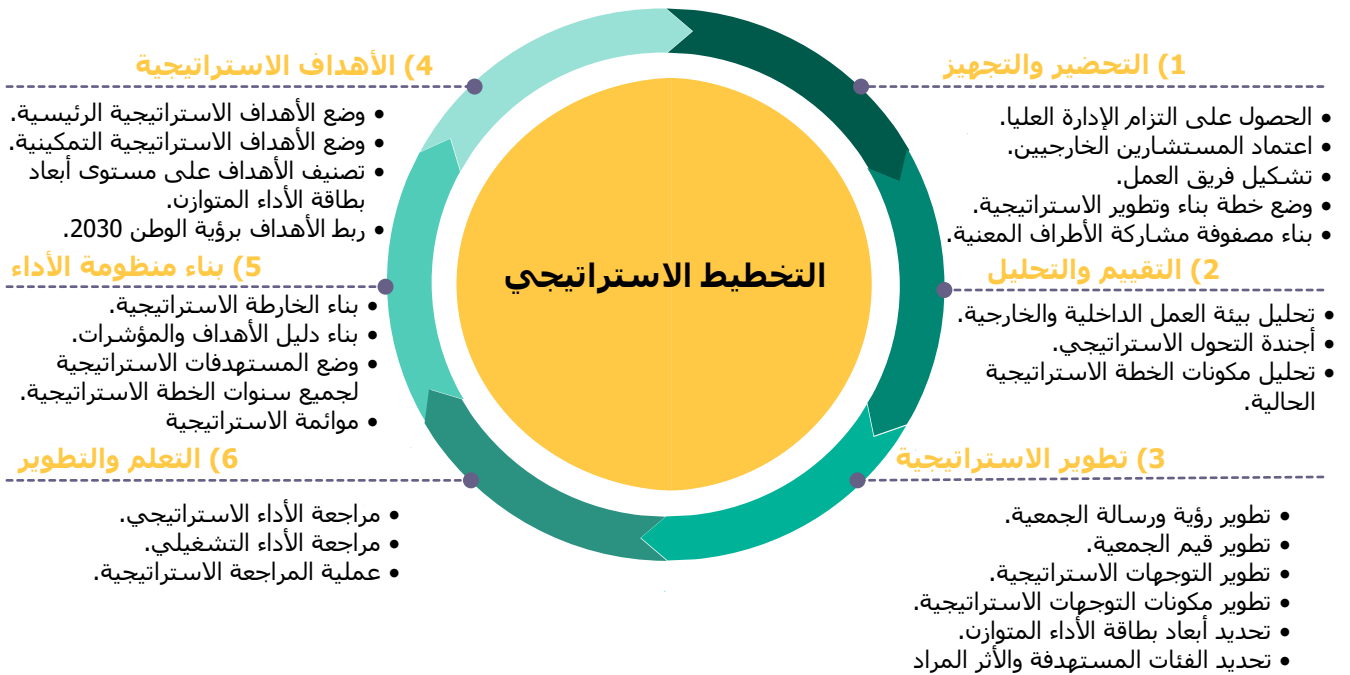 التخطيط الاستراتيجي
1) التحضير والتجهيز
• الحصول على التزام الإدارة العليا.
• اعتماد المستشارين الخارجيين.
• تشكيل فريق العمل.
• وضع خطة بناء وتطوير الاستراتيجية.
• بناء مصفوفة مشاركة الأطراف المعنية.
2) التقييم والتحليل
• تحليل بيئة العمل الداخلية والخارجية.
• أجندة التحول الاستراتيجي.
• تحليل مكونات الخطة الاستراتيجية
الحالية.
3) تطوير الاستراتيجية
• تطوير رؤية ورسالة الجمعية.
• تطوير قيم الجمعية.
• تطوير التوجهات الاستراتيجية.
• تطوير مكونات التوجهات الاستراتيجية.
• تحديد أبعاد بطاقة الأداء المتوازن.
• تحديد الفئات المستهدفة والأثر المراد
4) الأهداف الاستراتيجية
• وضع الأهداف الاستراتيجية الرئيسية.
• وضع الأهداف الاستراتيجية التمكينية.
• تصنيف الأهداف على مستوى أبعاد
بطاقة الأداء المتوازن.
• ربط الأهداف برؤية الوطن 2030.
5) بناء منظومة الأداء
• بناء الخارطة الاستراتيجية.
• بناء دليل الأهداف والمؤشرات.
• وضع المستهدفات الاستراتيجية
لجميع سنوات الخطة الاستراتيجية.
• موائمة الاستراتيجية
6) التعلم والتطوير
• مراجعة الأداء الاستراتيجي.
• مراجعة الأداء التشغيلي.
• عملية المراجعة الاستراتيجية.